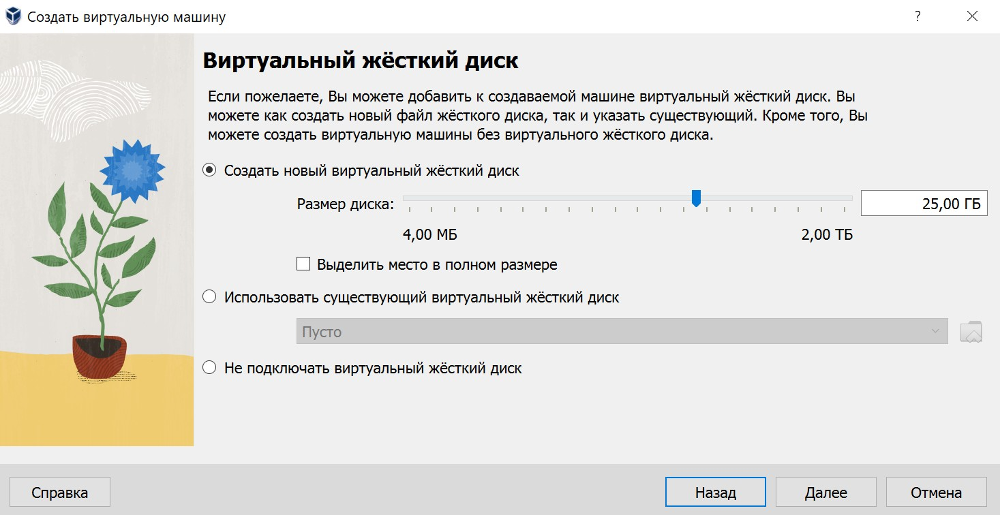 Создать виртуальную машину
?
Виртуальный жёсткий диск
Если пожелаете, Вы можете добавить к создаваемой машине виртуальный жёсткий диск. Вы
можете как создать новый файл жёсткого диска, так и указать существующий. Кроме того, Вы
можете создать виртуальную машины без виртуального жёсткого диска.
Создать новый виртуальный жёсткий диск
Размер диска: 25,00 ГБ
4,00 МБ 2,00 ТБ
Выделить место в полном размере
Использовать существующий виртуальный жёсткий диск
Пусто
Не подключать виртуальный жёсткий диск
Справка Назад Далее Отмена